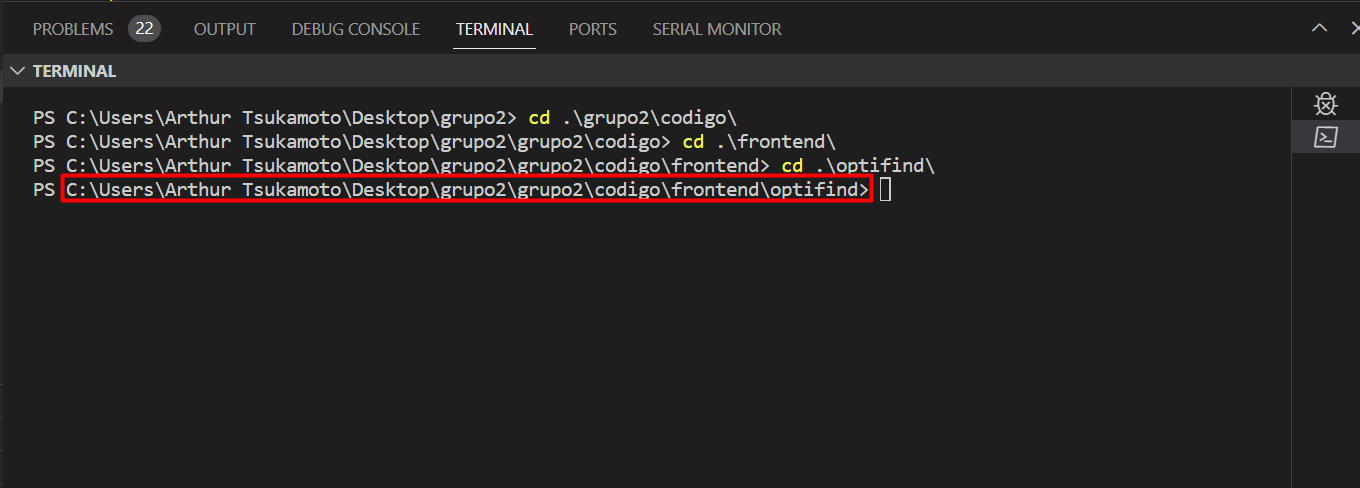 PROBLEMS 22 OUTPUT DEBUG CONSOLE TERMINAL PORTS SERIAL MONITOR
TERMINAL
PS C:\Users\Arthur Tsukamoto\Desktop\grupo2> cd .\grupo2\codigo\
PS C:\Users\Arthur Tsukamoto\Desktop\grupo2\grupo2\codigo> cd .\frontend\
PS C:\Users\Arthur Tsukamoto\Desktop\grupo2\grupo2\codigo\frontend> cd .\optifind\
PS C:\Users\Arthur Tsukamoto\Desktop\grupo2\grupo2\codigo\frontend\optifind>